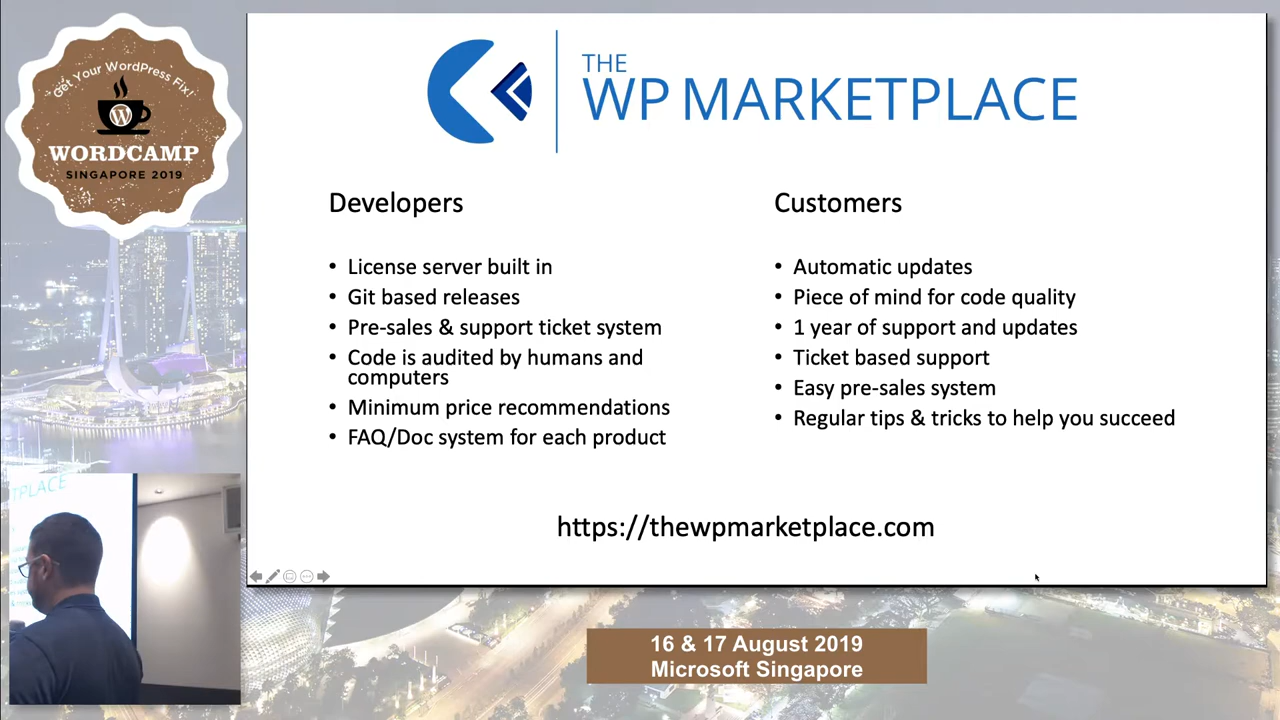 Get Your WordPress Fix!
WORDCAMP
SINGAPORE 2019
THE
WP MARKETPLACE
Developers
• License server built in
• Git based releases
• Pre-sales & support ticket system
• Code is audited by humans and
computers
• Minimum price recommendations
• FAQ/Doc system for each product
Customers
• Automatic updates
• Piece of mind for code quality
• 1 year of support and updates
• Ticket based support
• Easy pre-sales system
• Regular tips & tricks to help you succeed
https://thewpmarketplace.com
TPLACE
16 & 17 August 2019
Microsoft Singapore